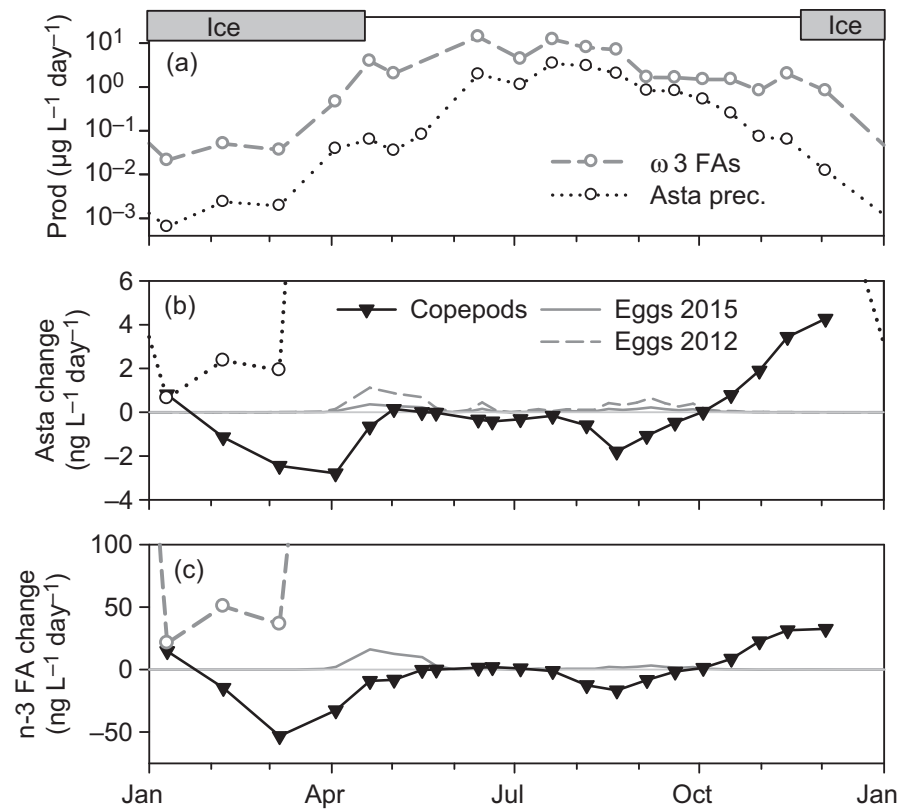 Ice
Ice
(a)
10¹
10⁰
10⁻¹
10⁻²
10⁻³
Prod (µg L⁻¹ day⁻¹)
ω 3 FAs
Asta prec.
(b)
6
4
2
0
−2
−4
Asta change
(ng L⁻¹ day⁻¹)
Copepods
Eggs 2015
Eggs 2012
(c)
100
50
0
−50
n-3 FA change
(ng L⁻¹ day⁻¹)
Jan
Apr
Jul
Oct
Jan